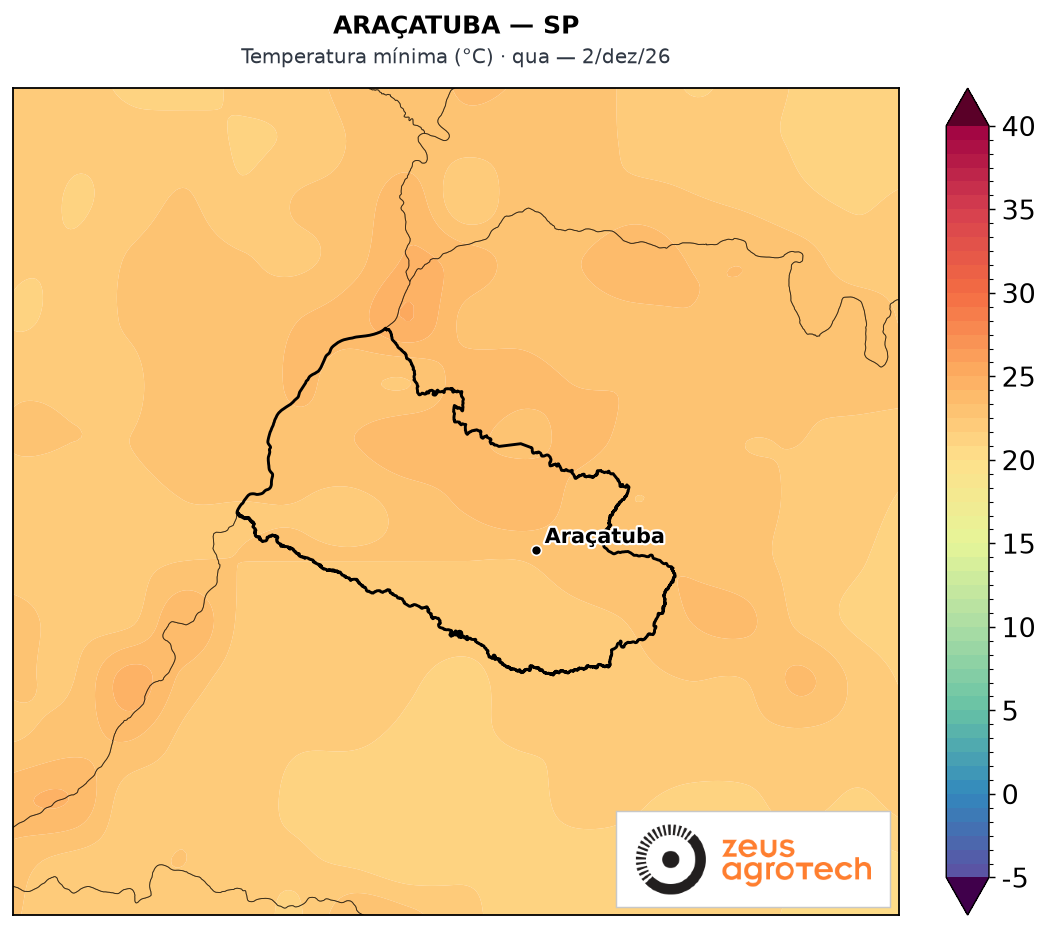 ARAÇATUBA — SP
Temperatura mínima (°C) · qua — 2/dez/26
40
35
30
25
20
15
10
5
0
-5
Araçatuba
zeus
agrotech